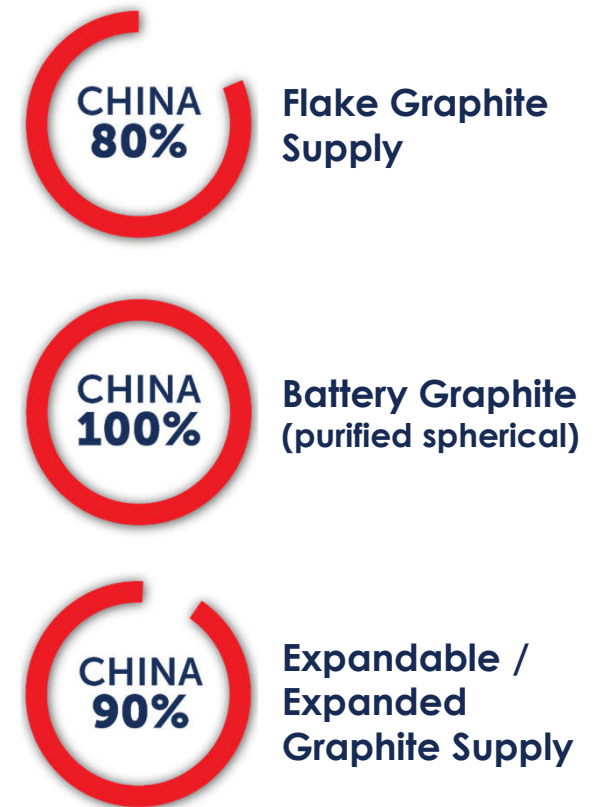 CHINA
80%
Flake Graphite
Supply
CHINA
100%
Battery Graphite
(purified spherical)
CHINA
90%
Expandable /
Expanded
Graphite Supply